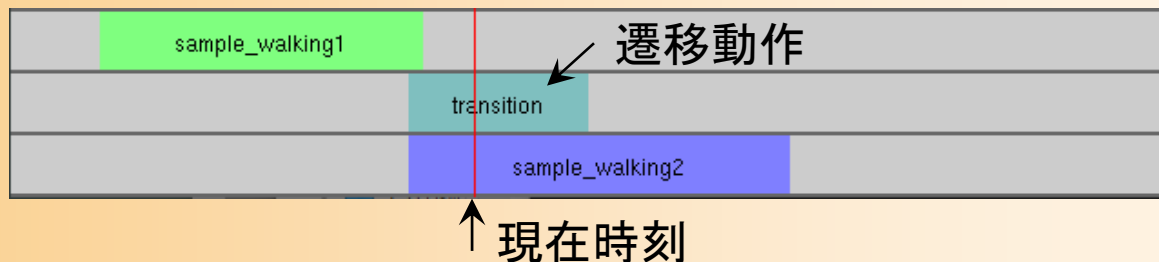 sample_walking1
遷移動作
transition
sample_walking2
現在時刻